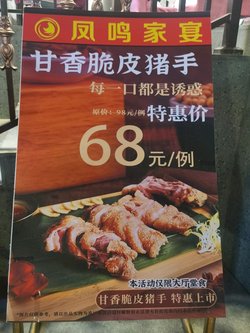 凤鸣家宴
甘香脆皮猪手
每一口都是诱惑
原价:98元/例 特惠价
68元/例
本活动仅限大厅堂食
甘香脆皮猪手 特惠上市